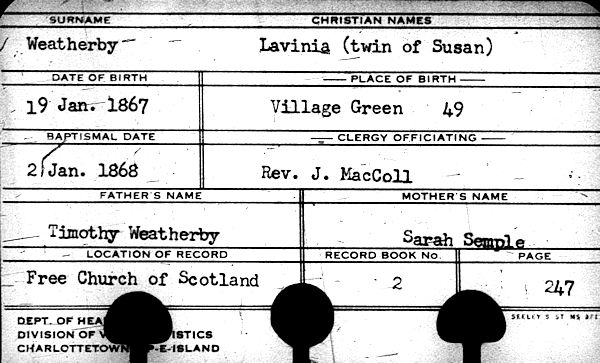 SURNAME CHRISTIAN NAMES
Weatherby Lavinia (twin of Susan)
DATE OF BIRTH PLACE OF BIRTH
19 Jan. 1867 Village Green 49
BAPTISMAL DATE CLERGY OFFICIATING
2 Jan. 1868 Rev. J. MacColl
FATHER'S NAME MOTHER'S NAME
Timothy Weatherby Sarah Semple
LOCATION OF RECORD RECORD BOOK No. PAGE
Free Church of Scotland 2 247
DEPT. OF
DIVISION OF
CHARLOTTETOWN P-E-ISLAND